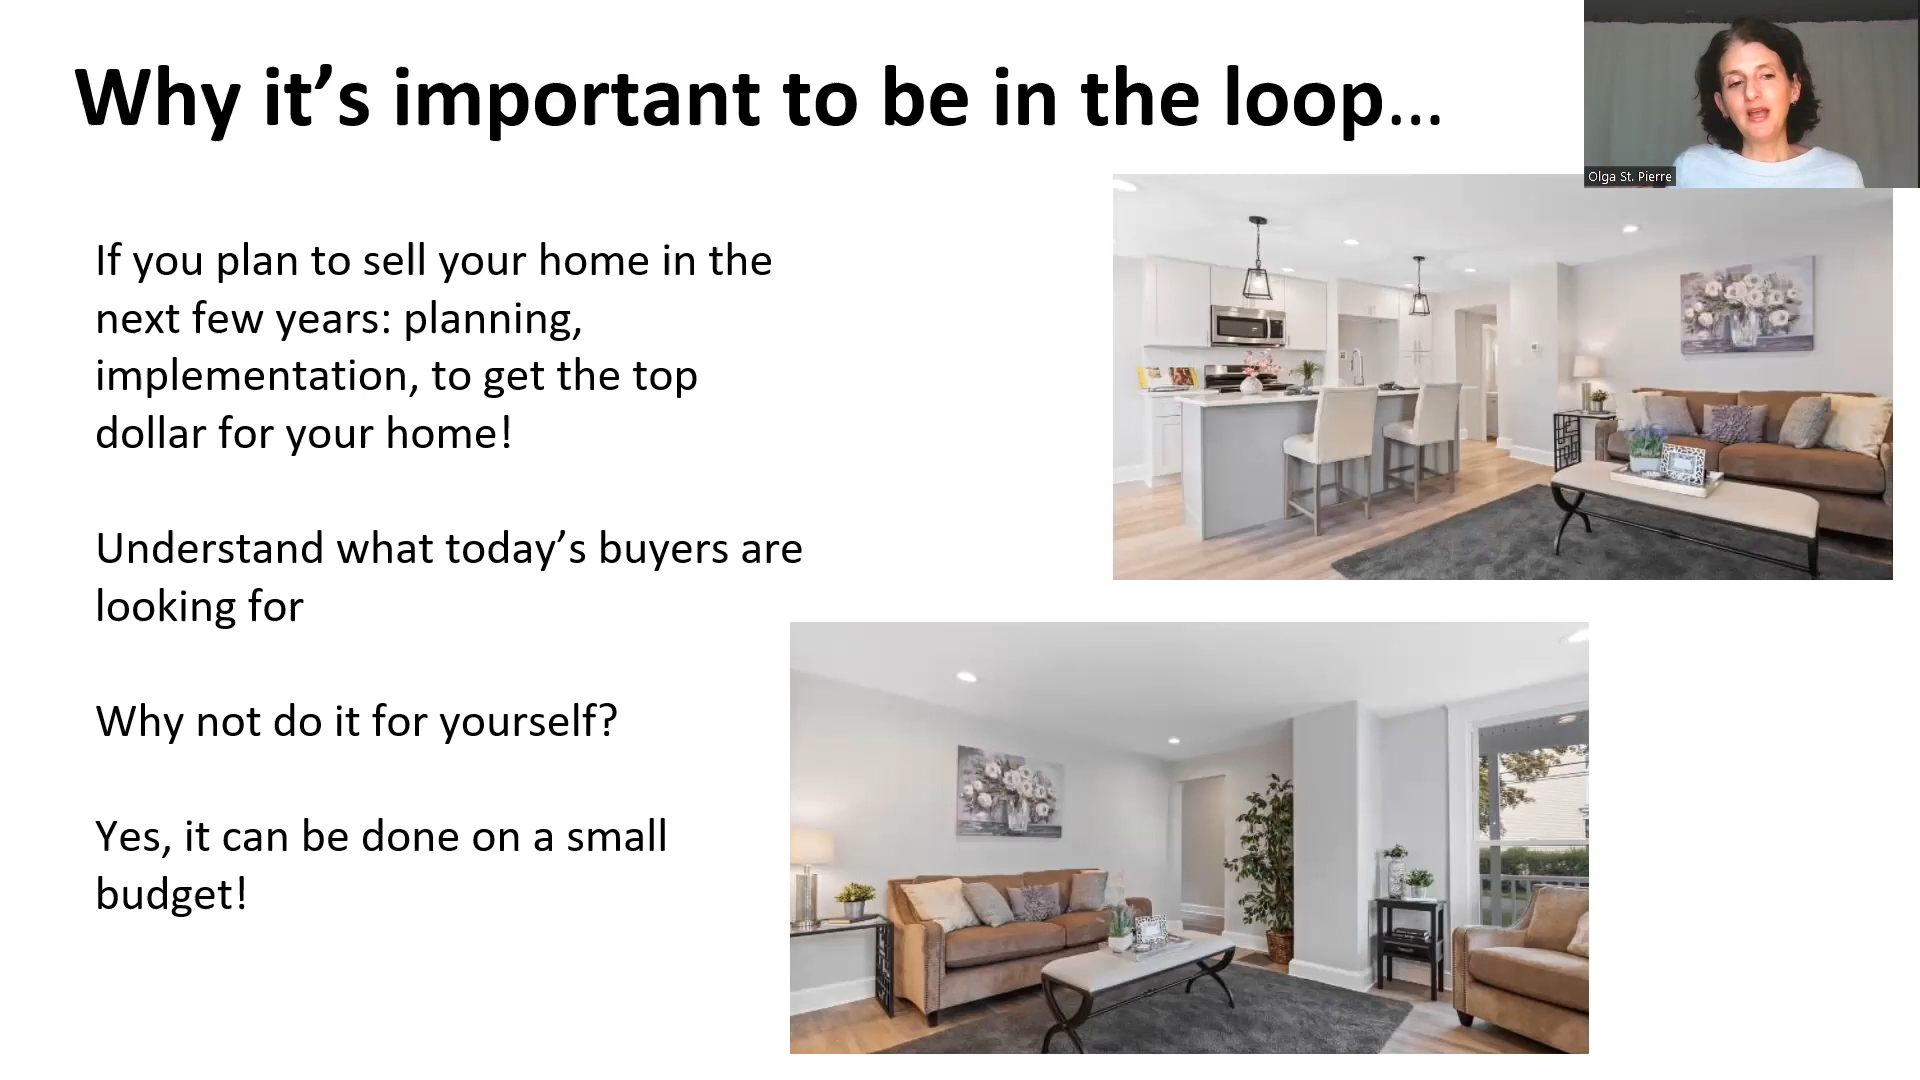 Why it’s important to be in the loop…
Olga St. Pierre
If you plan to sell your home in the
next few years: planning,
implementation, to get the top
dollar for your home!
Understand what today’s buyers are
looking for
Why not do it for yourself?
Yes, it can be done on a small
budget!